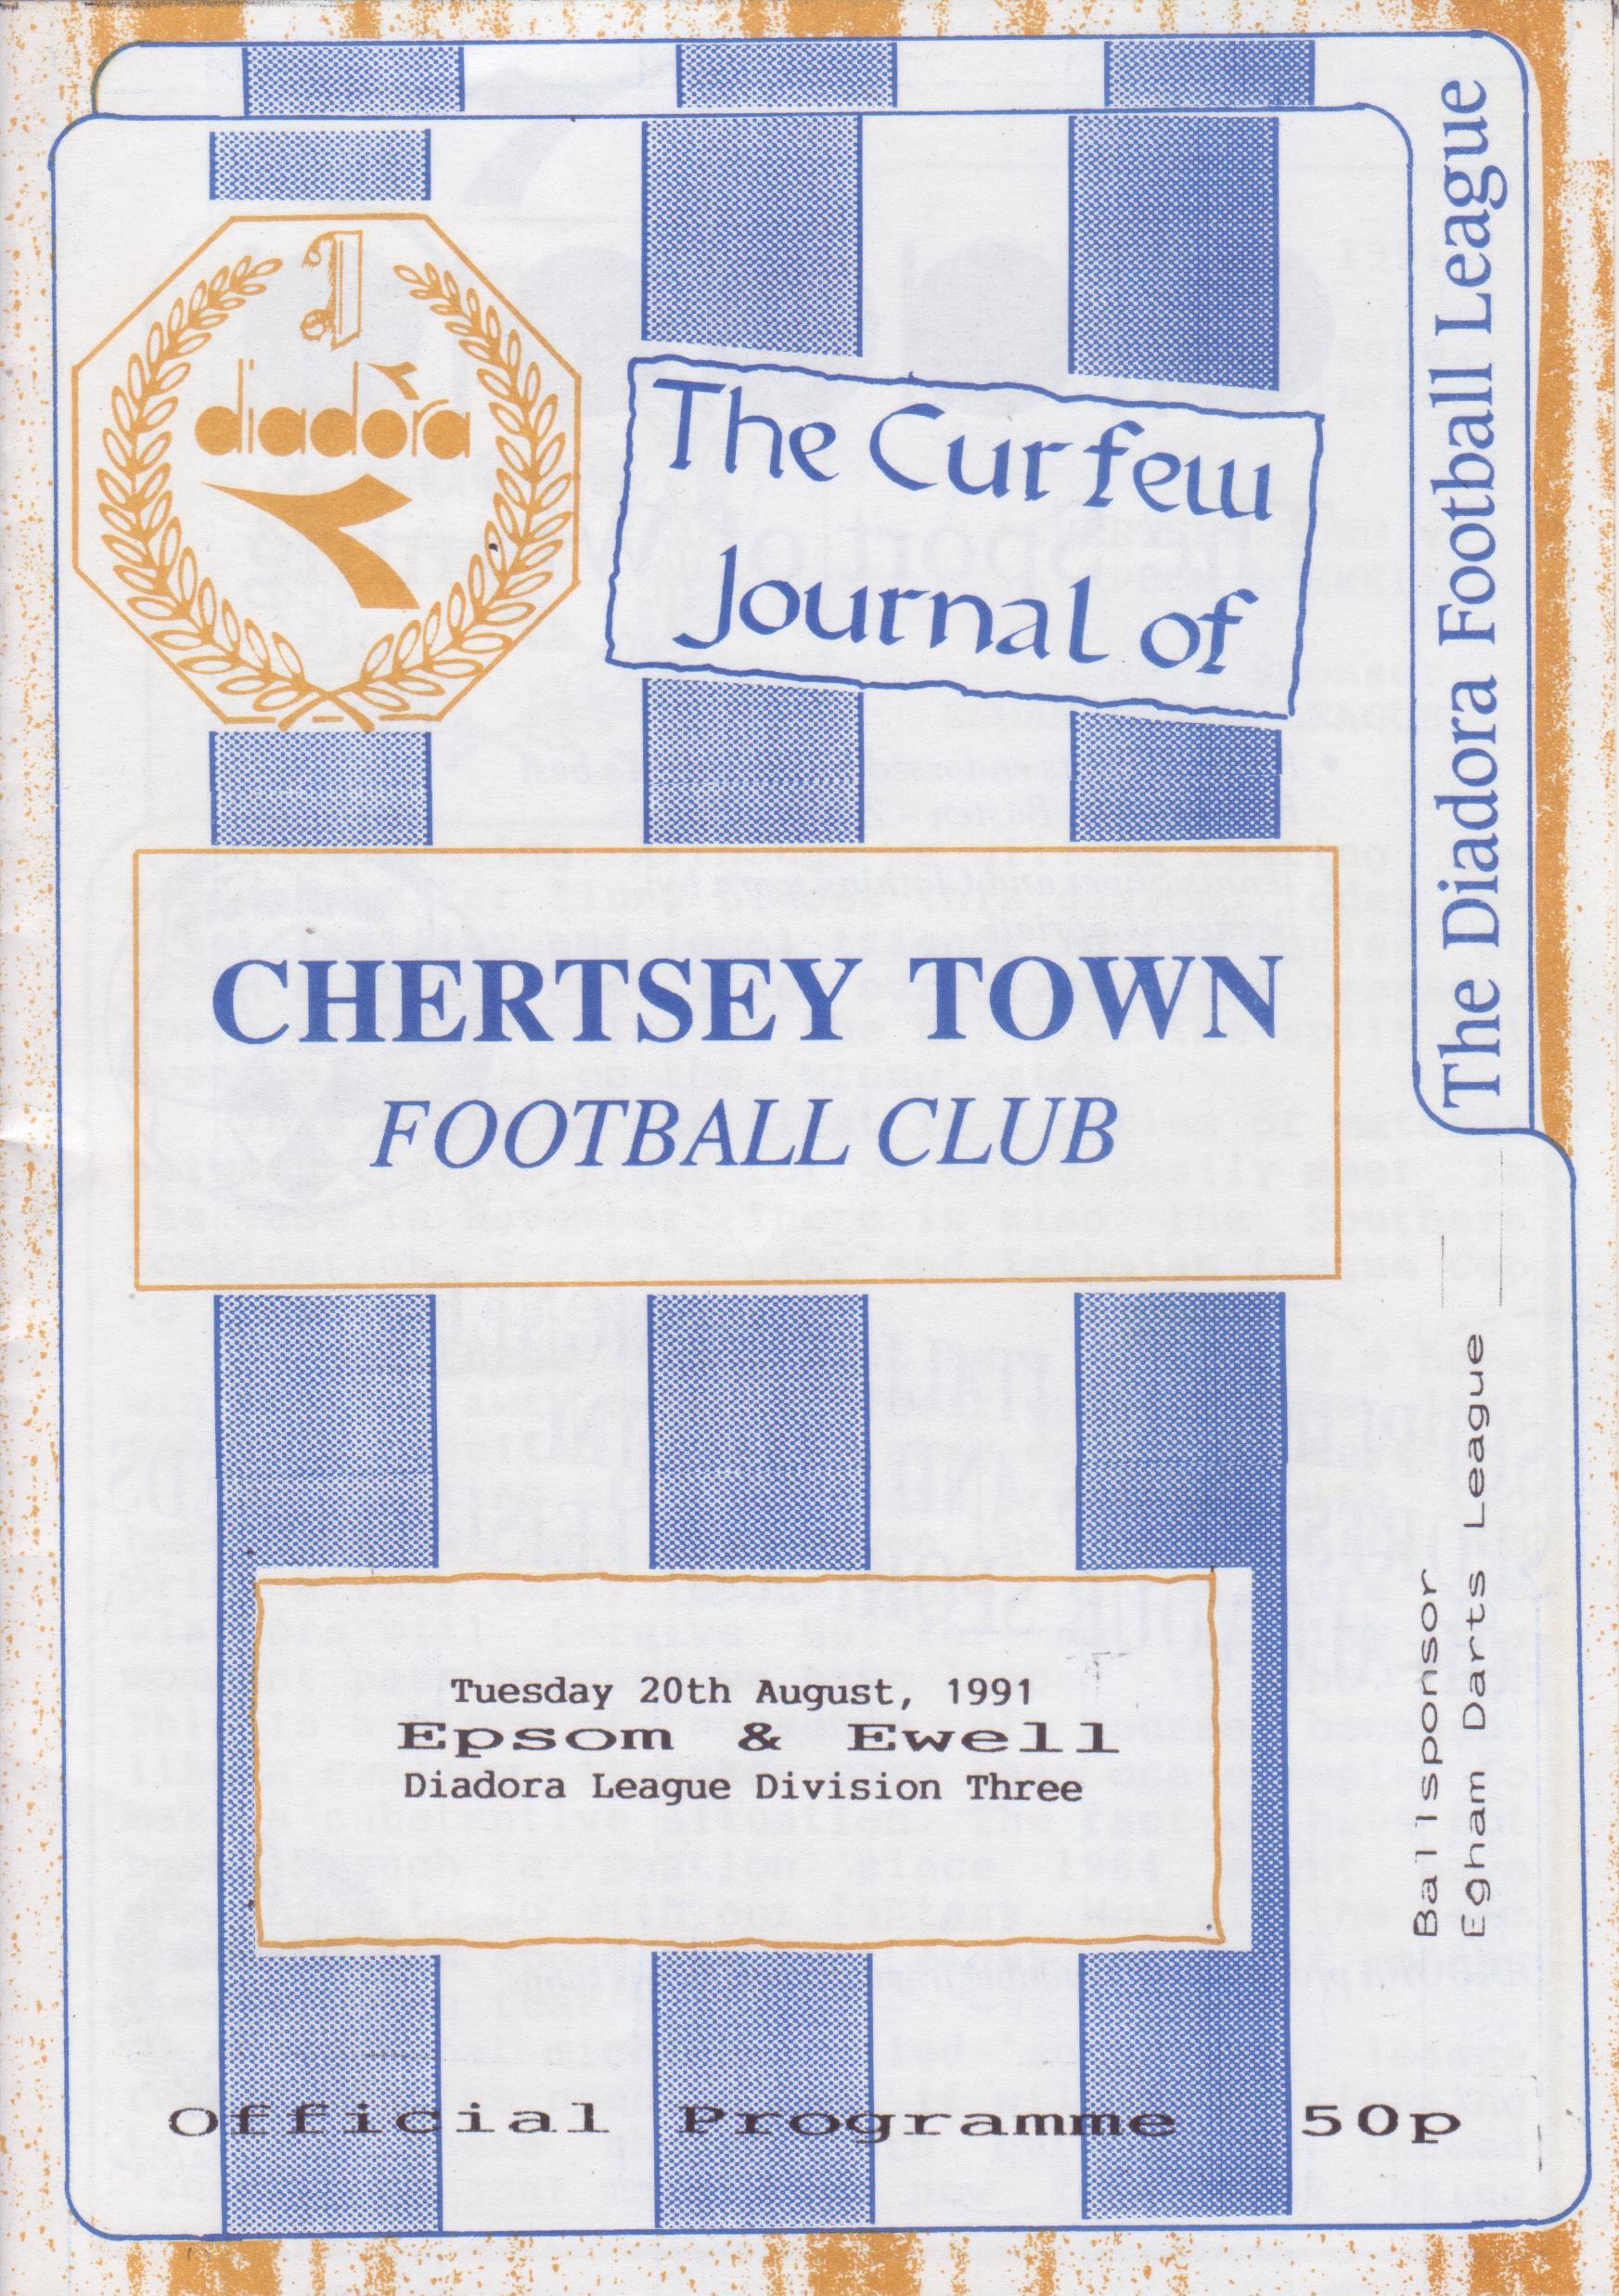 diadora
The Curfew
Journal of
The Diadora Football League
CHERTSEY TOWN
FOOTBALL CLUB
Tuesday 20th August, 1991
Epsom & Ewell
Diadora League Division Three
Ballsponsor
Egham Darts League
Official Programme 50p